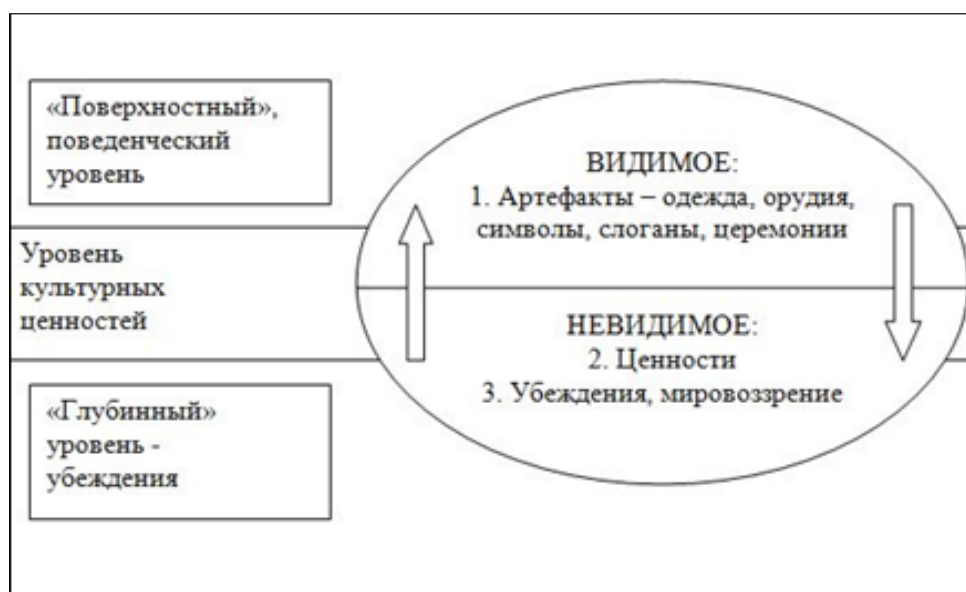 «Поверхностный»,
поведенческий
уровень
ВИДИМОЕ:
1. Артефакты – одежда, орудия,
символы, слоганы, церемонии
Уровень
культурных
ценностей
НЕВИДИМОЕ:
2. Ценности
3. Убеждения, мировоззрение
«Глубинный»
уровень -
убеждения